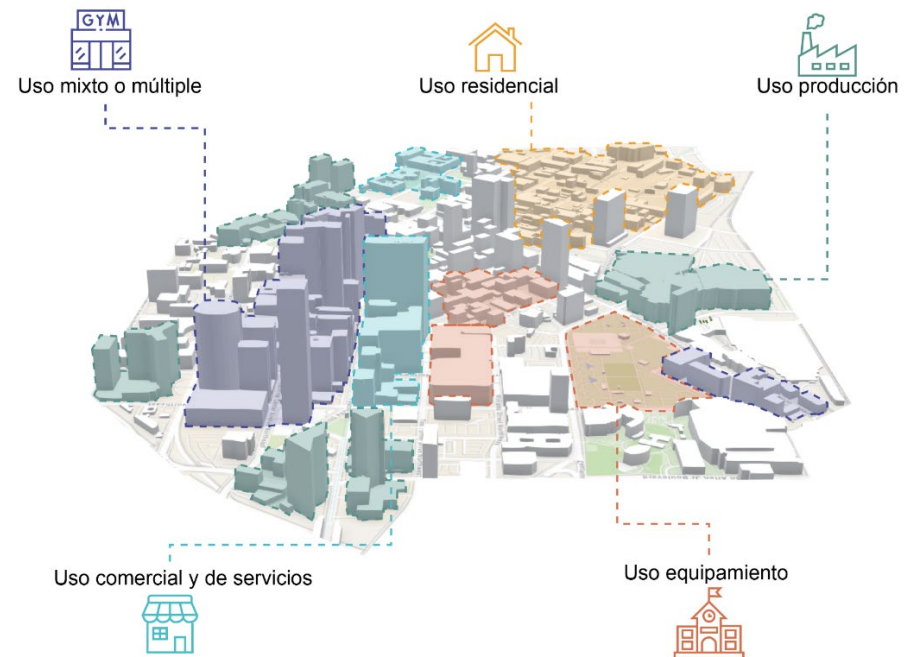 GYM
Uso mixto o múltiple
Uso residencial
Uso producción
Uso comercial y de servicios
Uso equipamiento